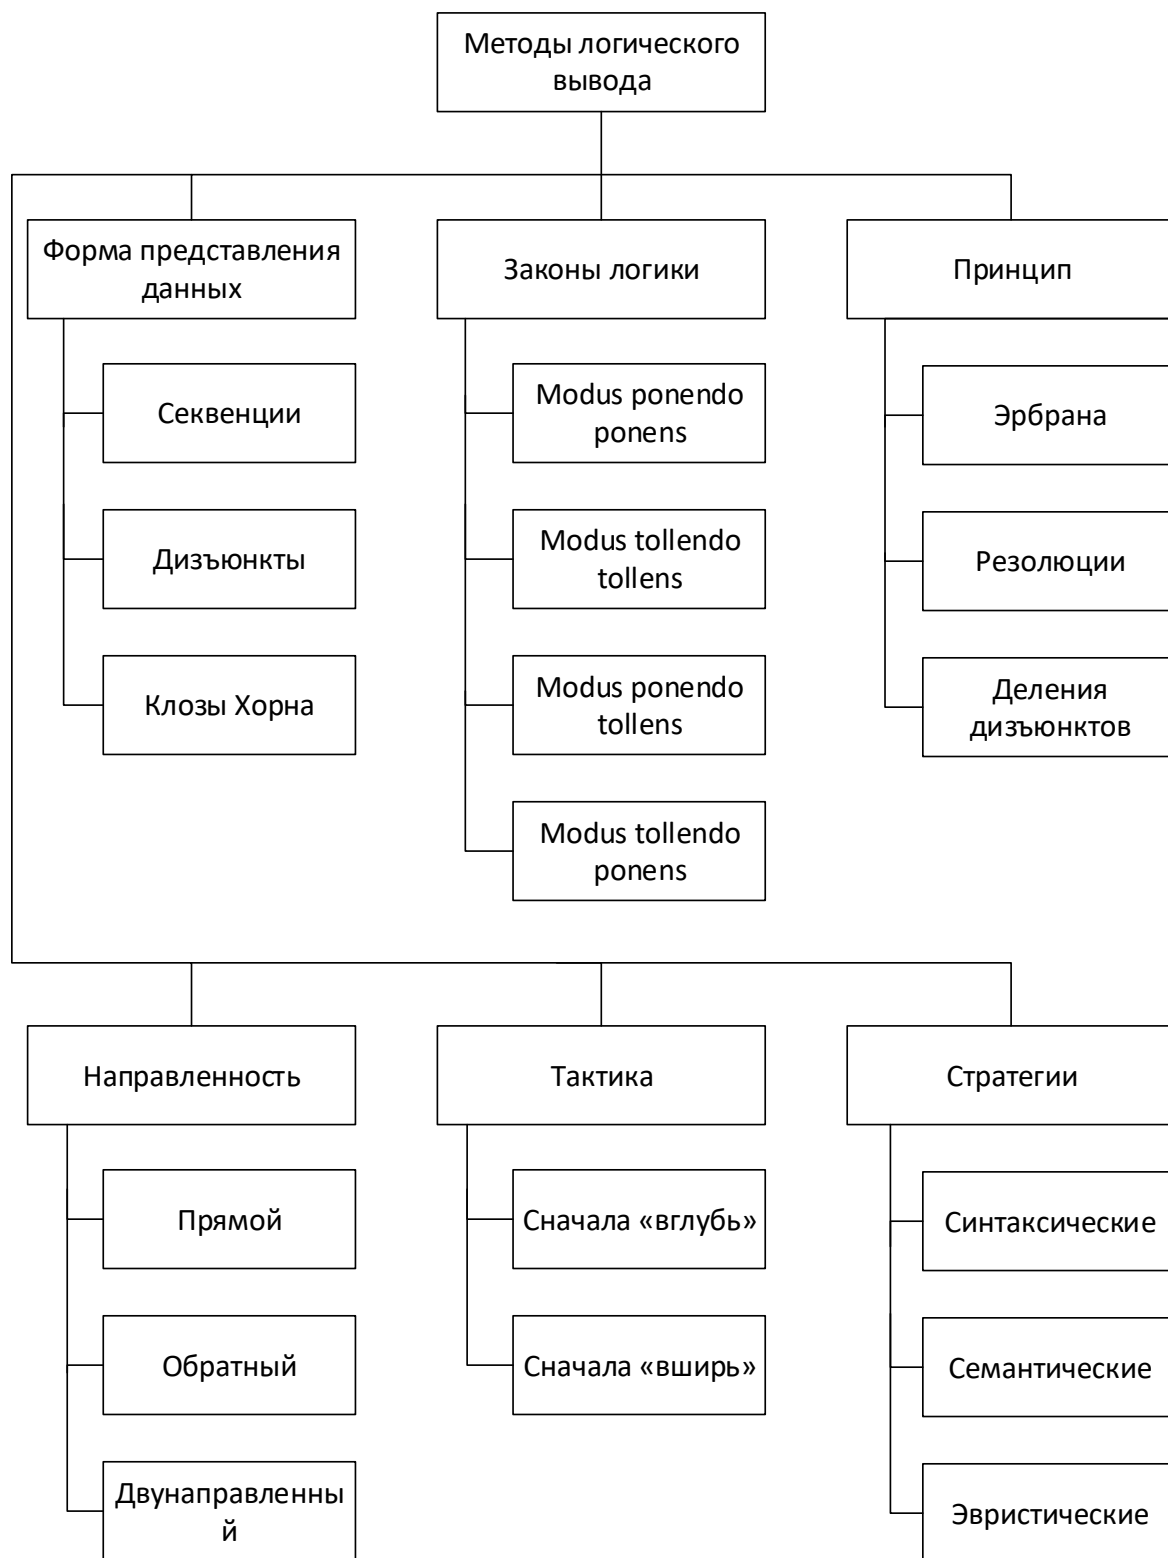 Методы логического
вывода
Форма представления
данных
Законы логики
Принцип
Секвенции
Modus ponendo
ponens
Эрбрана
Дизъюнкты
Modus tollendo
tollens
Резолюции
Клозы Хорна
Modus ponendo
tollens
Деления
дизъюнктов
Modus tollendo
ponens
Направленность
Тактика
Стратегии
Прямой
Сначала «вглубь»
Синтаксические
Обратный
Сначала «вширь»
Семантические
Двунаправленны
й
Эвристические